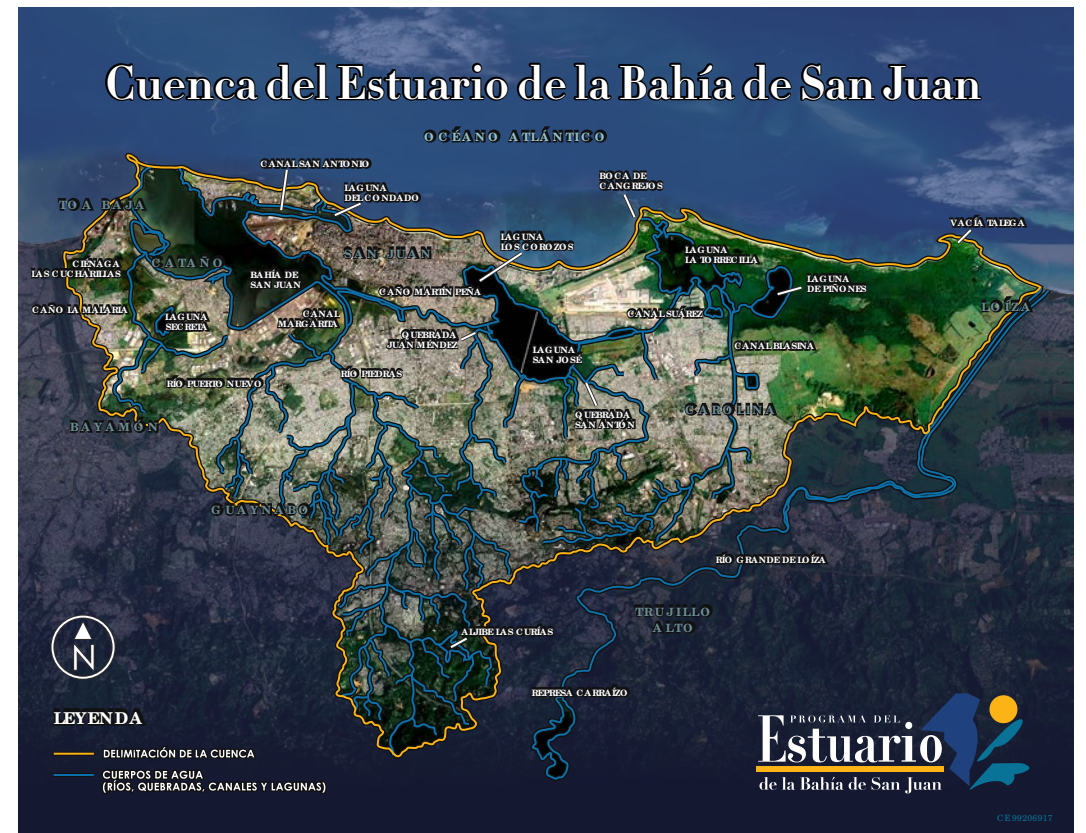 Cuenca del Estuario de la Bahía de San Juan
OCÉANO ATLÁNTICO
CANAL SAN ANTONIO
LAGUNA
DEL CONDADO
BOCA DE
CANGREJOS
TOA BAJA
VACÍA TALEGA
LAGUNA
LOS COROZOS
SAN JUAN
LAGUNA
LA TORRECILLA
CIÉNAGA
LAS CUCHARILLAS
CATAÑO
BAHÍA DE
SAN JUAN
CAÑO MARTÍN PEÑA
LAGUNA
DE PIÑONES
LOÍZA
CAÑO LA MALARIA
LAGUNA
SECRETA
CANAL
MARGARITA
CANAL SUÁREZ
QUEBRADA
JUAN MÉNDEZ
LAGUNA
SAN JOSÉ
CANAL BLASINA
RÍO PUERTO NUEVO
RÍO PIEDRAS
QUEBRADA
SAN ANTÓN
CAROLINA
BAYAMÓN
GUAYNABO
RÍO GRANDE DE LOÍZA
TRUJILLO
ALTO
ALJIBE LAS CURÍAS
N
REPRESA CARRAÍZO
LEYENDA
DELIMITACIÓN DE LA CUENCA
CUERPOS DE AGUA
(RÍOS, QUEBRADAS, CANALES Y LAGUNAS)
PROGRAMA DEL
Estuario
de la Bahía de San Juan
CE99206917